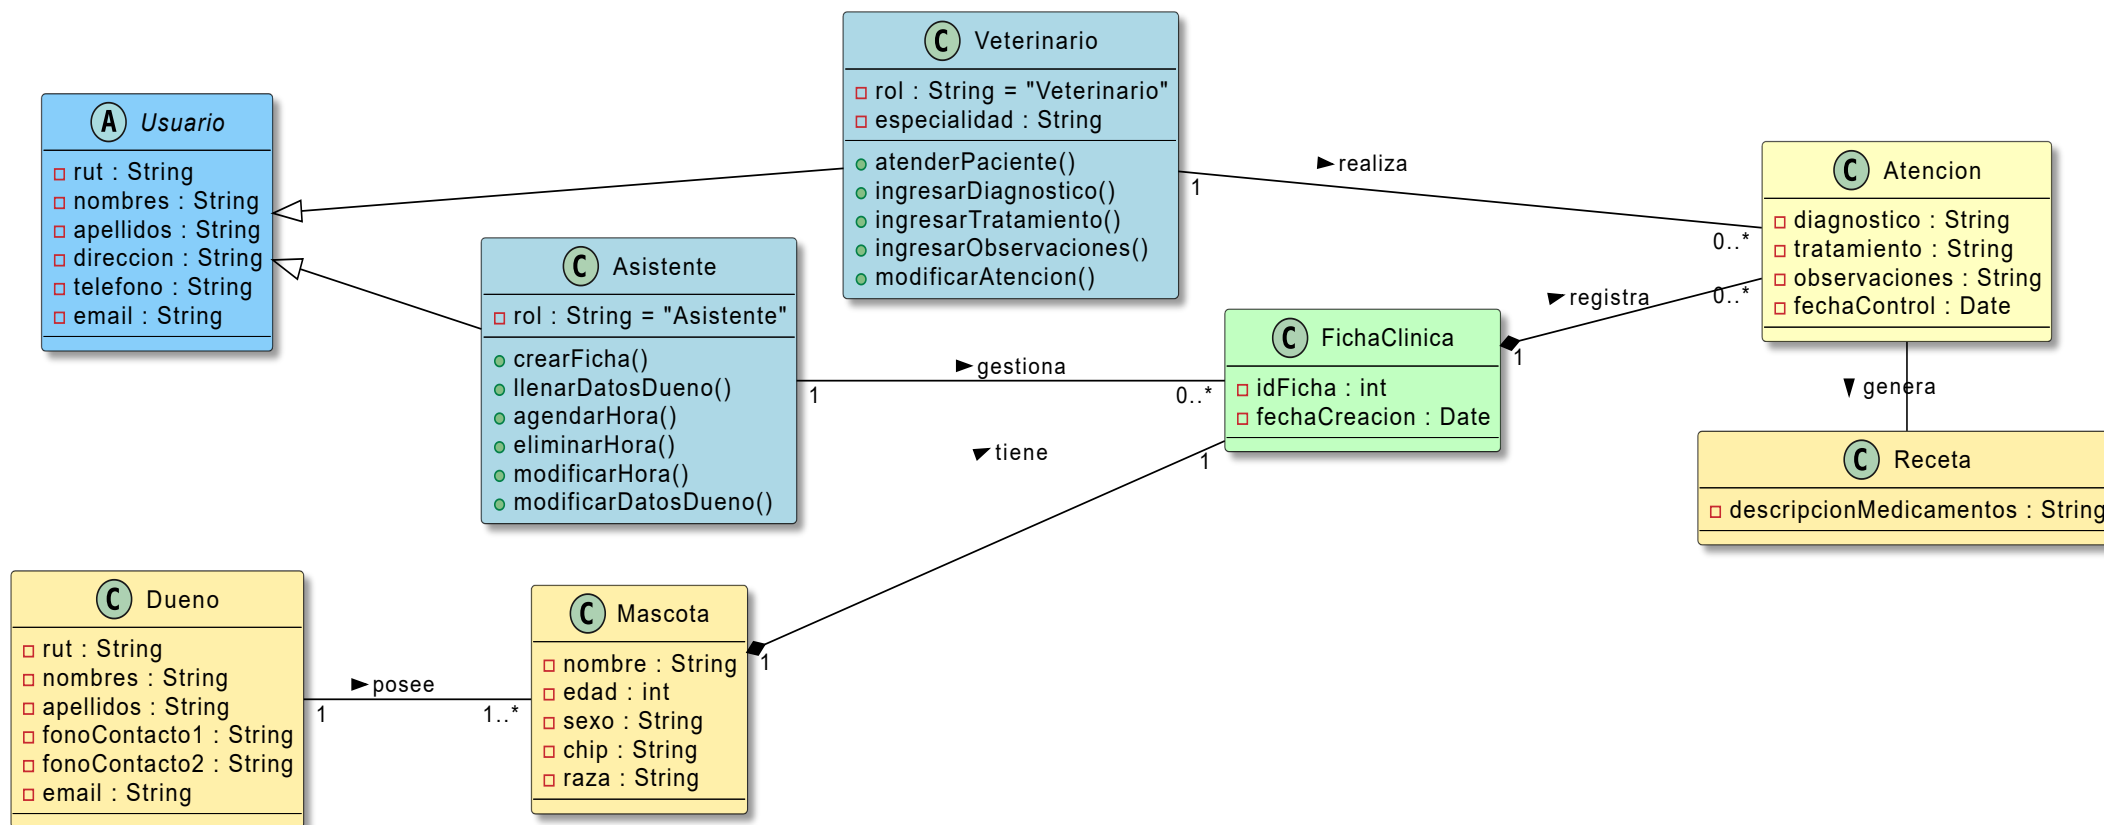 A Usuario
rut : String
nombres : String
apellidos : String
direccion : String
telefono : String
email : String
C Veterinario
rol : String = "Veterinario"
especialidad : String
atenderPaciente()
ingresarDiagnostico()
ingresarTratamiento()
ingresarObservaciones()
modificarAtencion()
C Asistente
rol : String = "Asistente"
crearFicha()
llenarDatosDueno()
agendarHora()
eliminarHora()
modificarHora()
modificarDatosDueno()
realiza
1
0..*
C Atencion
diagnostico : String
tratamiento : String
observaciones : String
fechaControl : Date
registra
1
0..*
C FichaClinica
idFicha : int
fechaCreacion : Date
gestiona
1
0..*
tiene
1
1
genera
C Receta
descripcionMedicamentos : String
C Dueno
rut : String
nombres : String
apellidos : String
fonoContacto1 : String
fonoContacto2 : String
email : String
posee
1
1..*
C Mascota
nombre : String
edad : int
sexo : String
chip : String
raza : String